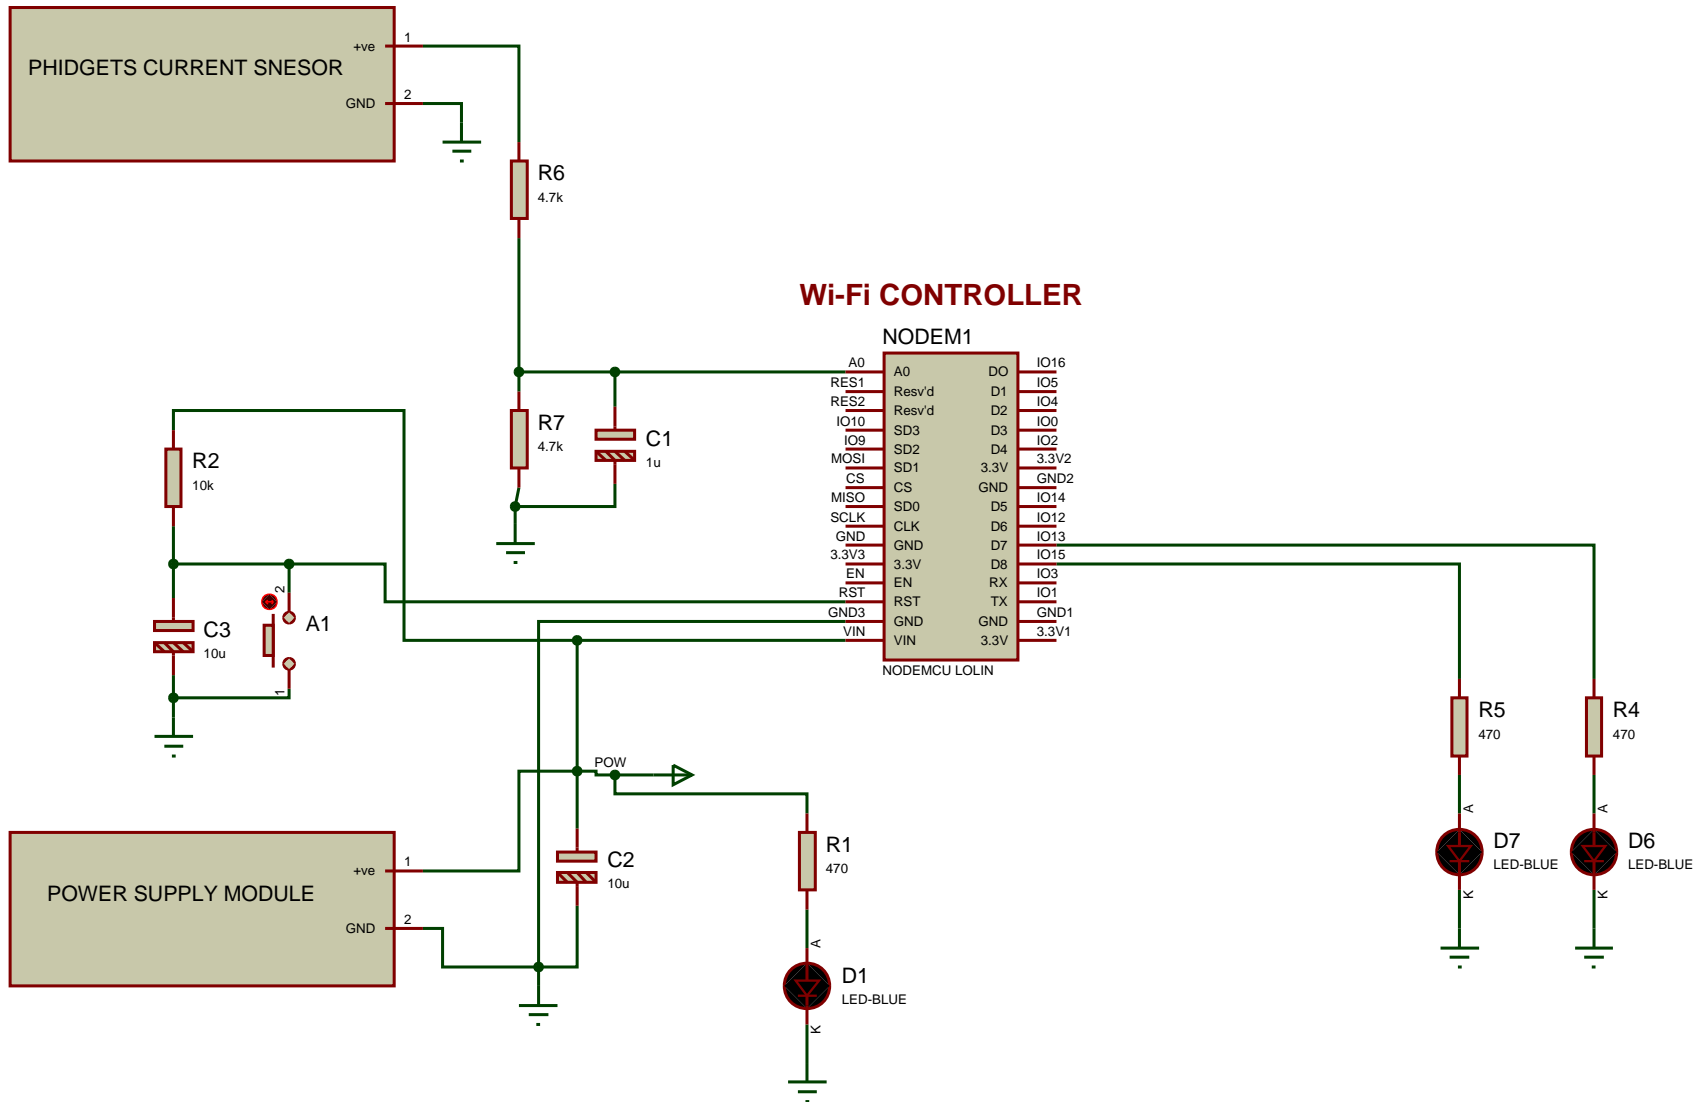 PHIDGETS CURRENT SNESOR
+ve
1
GND
2
R6
4.7k
Wi-Fi CONTROLLER
NODEM1
A0
A0
DO
IO16
RES1
Resv'd
D1
IO5
RES2
Resv'd
D2
IO4
IO10
SD3
D3
IO0
IO9
SD2
D4
IO2
MOSI
SD1
3.3V
3.3V2
CS
CS
GND
GND2
MISO
SD0
D5
IO14
SCLK
CLK
D6
IO12
GND
GND
D7
IO13
3.3V3
3.3V
D8
IO15
EN
EN
RX
IO3
RST
RST
TX
IO1
GND3
GND
GND
GND1
VIN
VIN
3.3V
3.3V1
NODEMCU LOLIN
R7
4.7k
C1
1u
R2
10k
C3
10u
2
A1
1
R5
470
R4
470
A
D7
LED-BLUE
K
A
D6
LED-BLUE
K
POW
R1
470
C2
10u
POWER SUPPLY MODULE
+ve
1
GND
2
A
D1
LED-BLUE
K